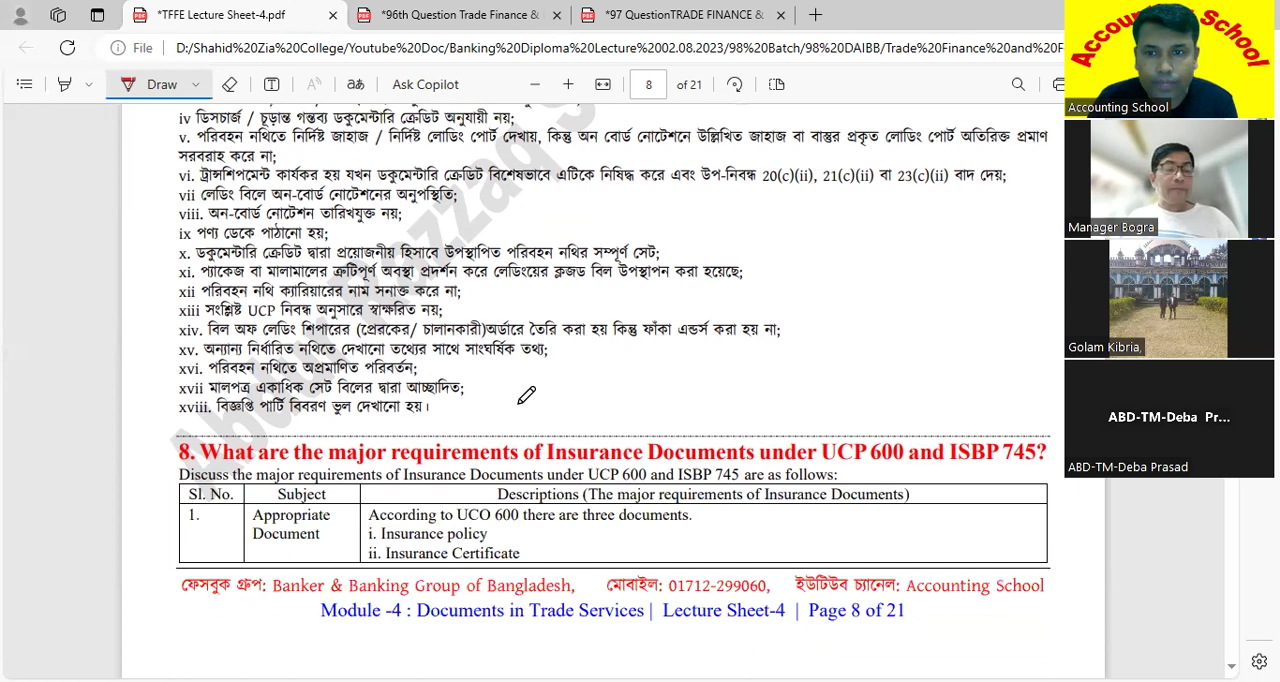 *TFFE Lecture Sheet-4.pdf
*96th Question Trade Finance &
*97 QuestionTRADE FINANCE &
File
D:/Shahid%20Zia%20College/Youtube%20Doc/Banking%20Diploma%20Lecture%2002.08.2023/98%20Batch/98%20DAIBB/Trade%20Finance%20and%20F
Draw
Ask Copilot
8 of 21
iv ডিসচার্জ / চূড়ান্ত গন্তব্য ডকুমেন্টারি ক্রেডিট অনুযায়ী নয়;
v. পরিবহন নথিতে নির্দিষ্ট জাহাজ / নির্দিষ্ট লোডিং পোর্ট দেখায়, কিন্তু অন বোর্ড নোটেশনে উল্লিখিত জাহাজ বা বাস্তুর প্রকৃত লোডিং পোর্ট অতিরিক্ত প্রমাণ
সরবরাহ করে না;
vi. ট্রান্সশিপমেন্ট কার্যকর হয় যখন ডকুমেন্টারি ক্রেডিট বিশেষভাবে এটিকে নিষিদ্ধ করে এবং উপ-নিবন্ধ 20(c)(ii), 21(c)(ii) বা 23(c)(ii) বাদ দেয়;
vii লেডিং বিলে অন-বোর্ড নোটেশনের অনুপস্থিতি;
viii. অন-বোর্ড নোটেশন তারিখযুক্ত নয়;
ix পণ্য ডেকে পাঠানো হয়;
x. ডকুমেন্টারি ক্রেডিট দ্বারা প্রয়োজনীয় হিসাবে উপস্থাপিত পরিবহন নথির সম্পূর্ণ সেট;
xi. প্যাকেজ বা মালামালের ত্রুটিপূর্ণ অবস্থা প্রদর্শন করে লেডিংয়ের ক্লজড বিল উপস্থাপন করা হয়েছে;
xii পরিবহন নথি ক্যারিয়ারের নাম সনাক্ত করে না;
xiii সংশ্লিষ্ট UCP নিবন্ধ অনুসারে স্বাক্ষরিত নয়;
xiv. বিল অফ লেডিং শিপারের (প্রেরকের/ চালানকারী)অর্ডারে তৈরি করা হয় কিন্তু ফাঁকা এন্ডর্স করা হয় না;
xv. অন্যান্য নির্ধারিত নথিতে দেখানো তথ্যের সাথে সাংঘর্ষিক তথ্য;
xvi. পরিবহন নথিতে অপ্রমাণিত পরিবর্তন;
xvii মালপত্র একাধিক সেট বিলের দ্বারা আচ্ছাদিত;
xviii. বিজ্ঞপ্তি পার্টি বিবরণ ভুল দেখানো হয়।
8. What are the major requirements of Insurance Documents under UCP 600 and ISBP 745?
Discuss the major requirements of Insurance Documents under UCP 600 and ISBP 745 are as follows:
Sl. No. Subject Descriptions (The major requirements of Insurance Documents)
1. Appropriate According to UCO 600 there are three documents.
Document i. Insurance policy
ii. Insurance Certificate
ফেসবুক গ্রুপ: Banker & Banking Group of Bangladesh, মোবাইল: 01712-299060, ইউটিউব চ্যানেল: Accounting School
Module -4 : Documents in Trade Services | Lecture Sheet-4 | Page 8 of 21
Abdur Razzaq S
Accounting School
Accounting School
Manager Bogra
Golam Kibria,
ABD-TM-Deba Pr...
ABD-TM-Deba Prasad